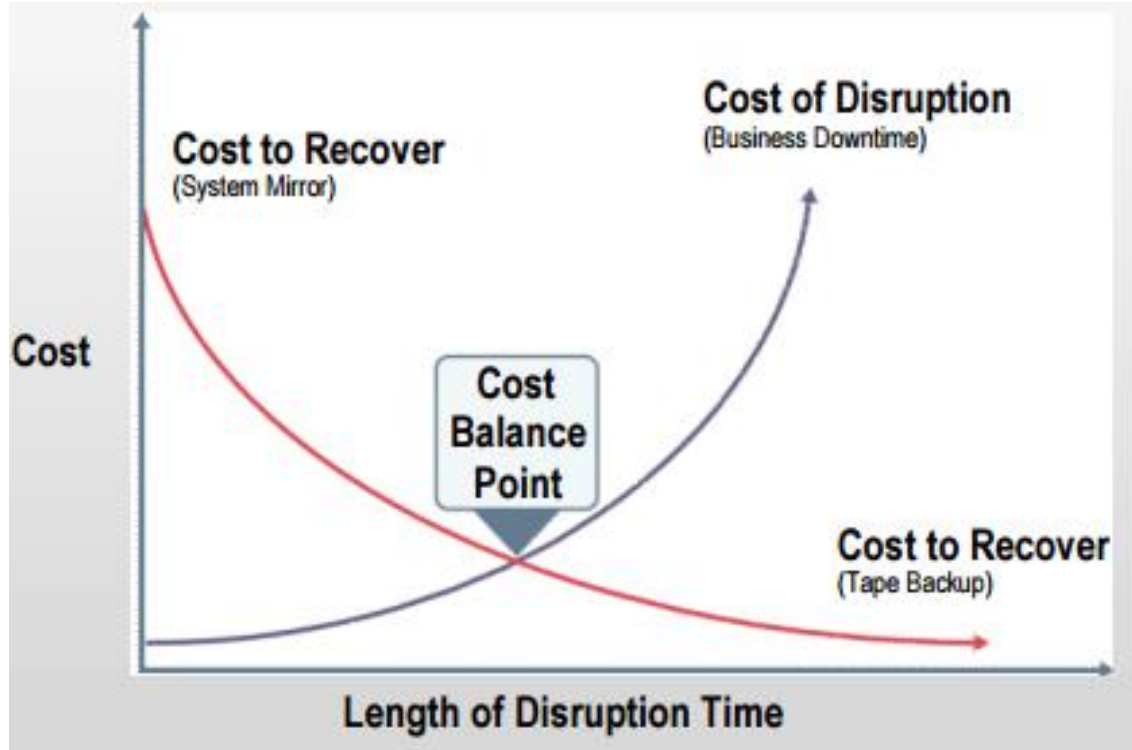 Cost of Disruption
(Business Downtime)
Cost to Recover
(System Mirror)
Cost
Cost
Balance
Point
Cost to Recover
(Tape Backup)
Length of Disruption Time